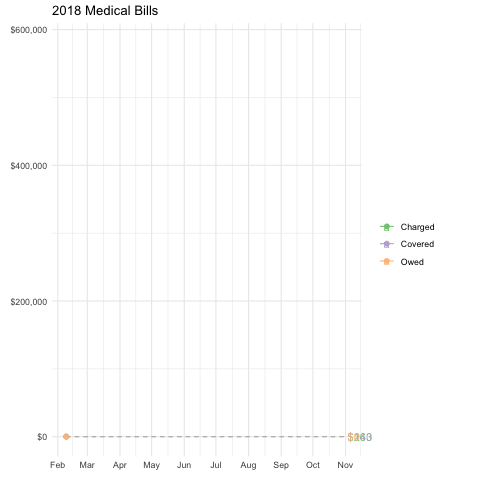 2018 Medical Bills
$600,000
$400,000
$200,000
$0
Feb Mar Apr May Jun Jul Aug Sep Oct Nov
Charged
Covered
Owed